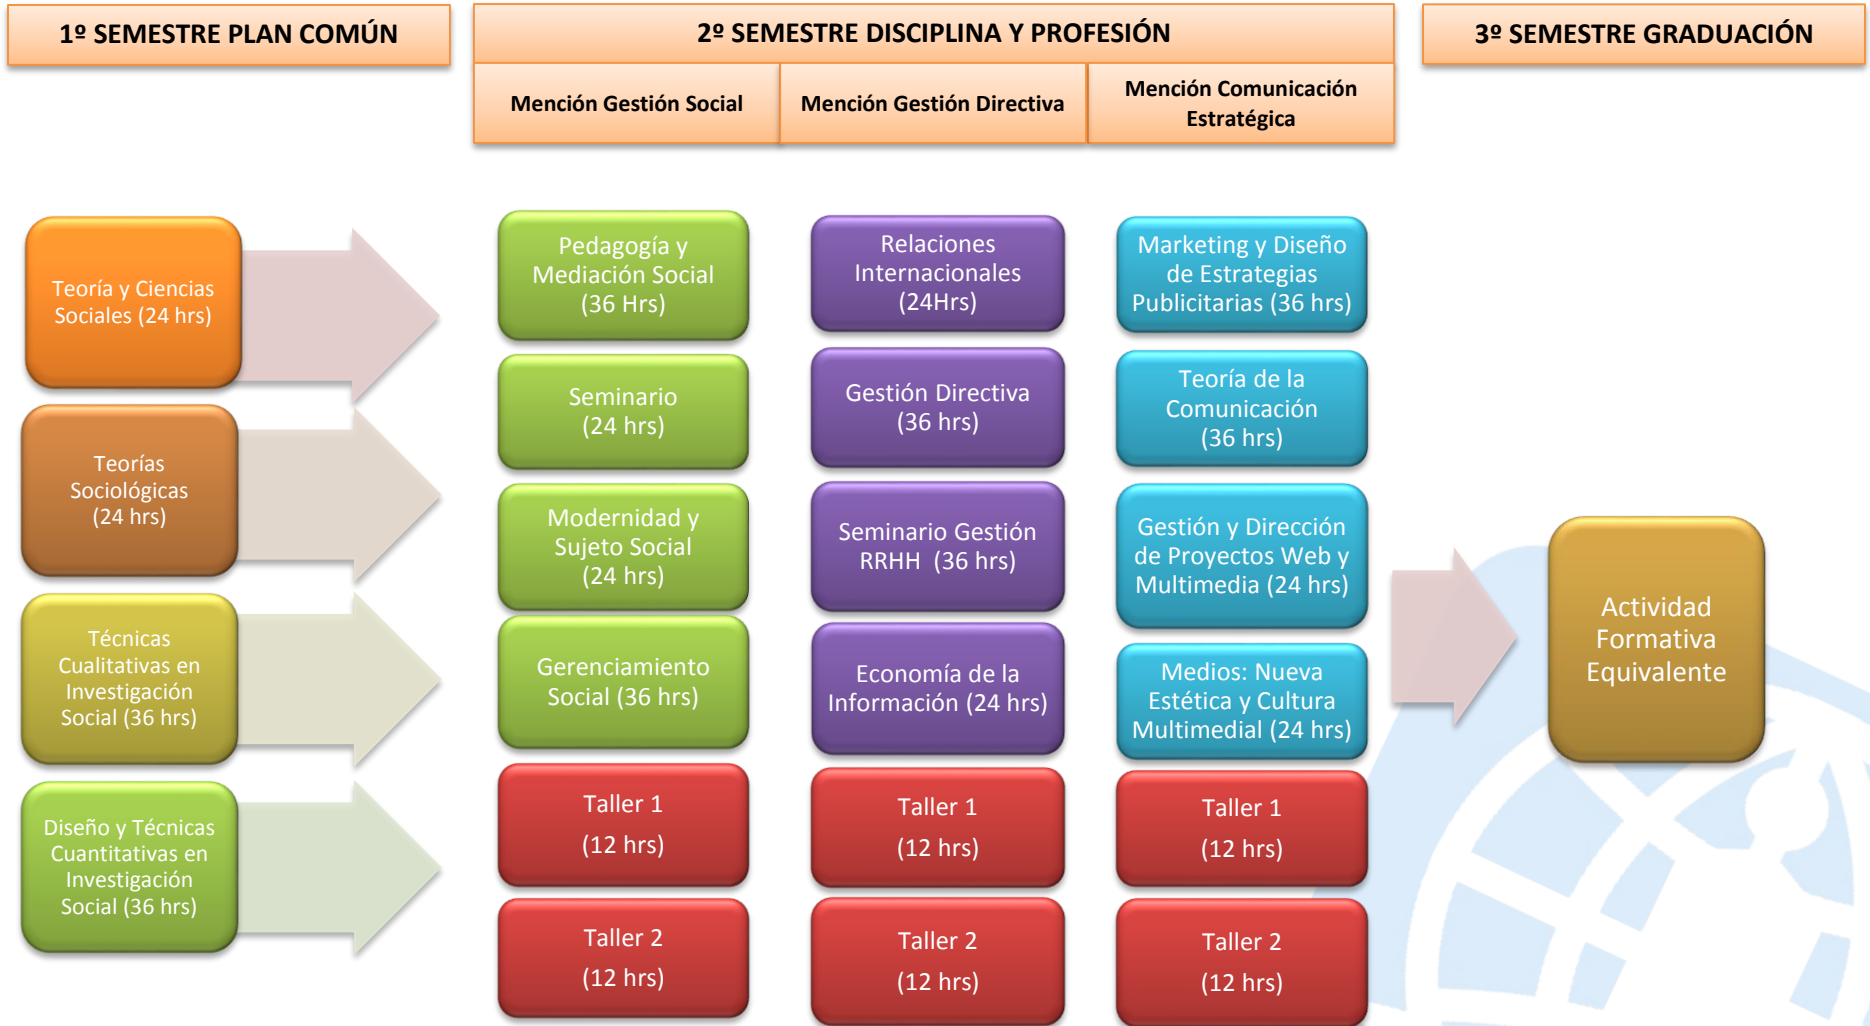 1º SEMESTRE PLAN COMÚN
2º SEMESTRE DISCIPLINA Y PROFESIÓN
3º SEMESTRE GRADUACIÓN
Mención Gestión Social
Mención Gestión Directiva
Mención Comunicación
Estratégica
Teoría y Ciencias
Sociales (24 hrs)
Teorías
Sociológicas
(24 hrs)
Técnicas
Cualitativas en
Investigación
Social (36 hrs)
Diseño y Técnicas
Cuantitativas en
Investigación
Social (36 hrs)
Pedagogía y
Mediación Social
(36 Hrs)
Seminario
(24 hrs)
Modernidad y
Sujeto Social
(24 hrs)
Gerenciamiento
Social (36 hrs)
Taller 1
(12 hrs)
Taller 2
(12 hrs)
Relaciones
Internacionales
(24Hrs)
Gestión Directiva
(36 hrs)
Seminario Gestión
RRHH  (36 hrs)
Economía de la
Información (24 hrs)
Taller 1
(12 hrs)
Taller 2
(12 hrs)
Marketing y Diseño
de Estrategias
Publicitarias (36 hrs)
Teoría de la
Comunicación
(36 hrs)
Gestión y Dirección
de Proyectos Web y
Multimedia (24 hrs)
Medios: Nueva
Estética y Cultura
Multimedial (24 hrs)
Taller 1
(12 hrs)
Taller 2
(12 hrs)
Actividad
Formativa
Equivalente